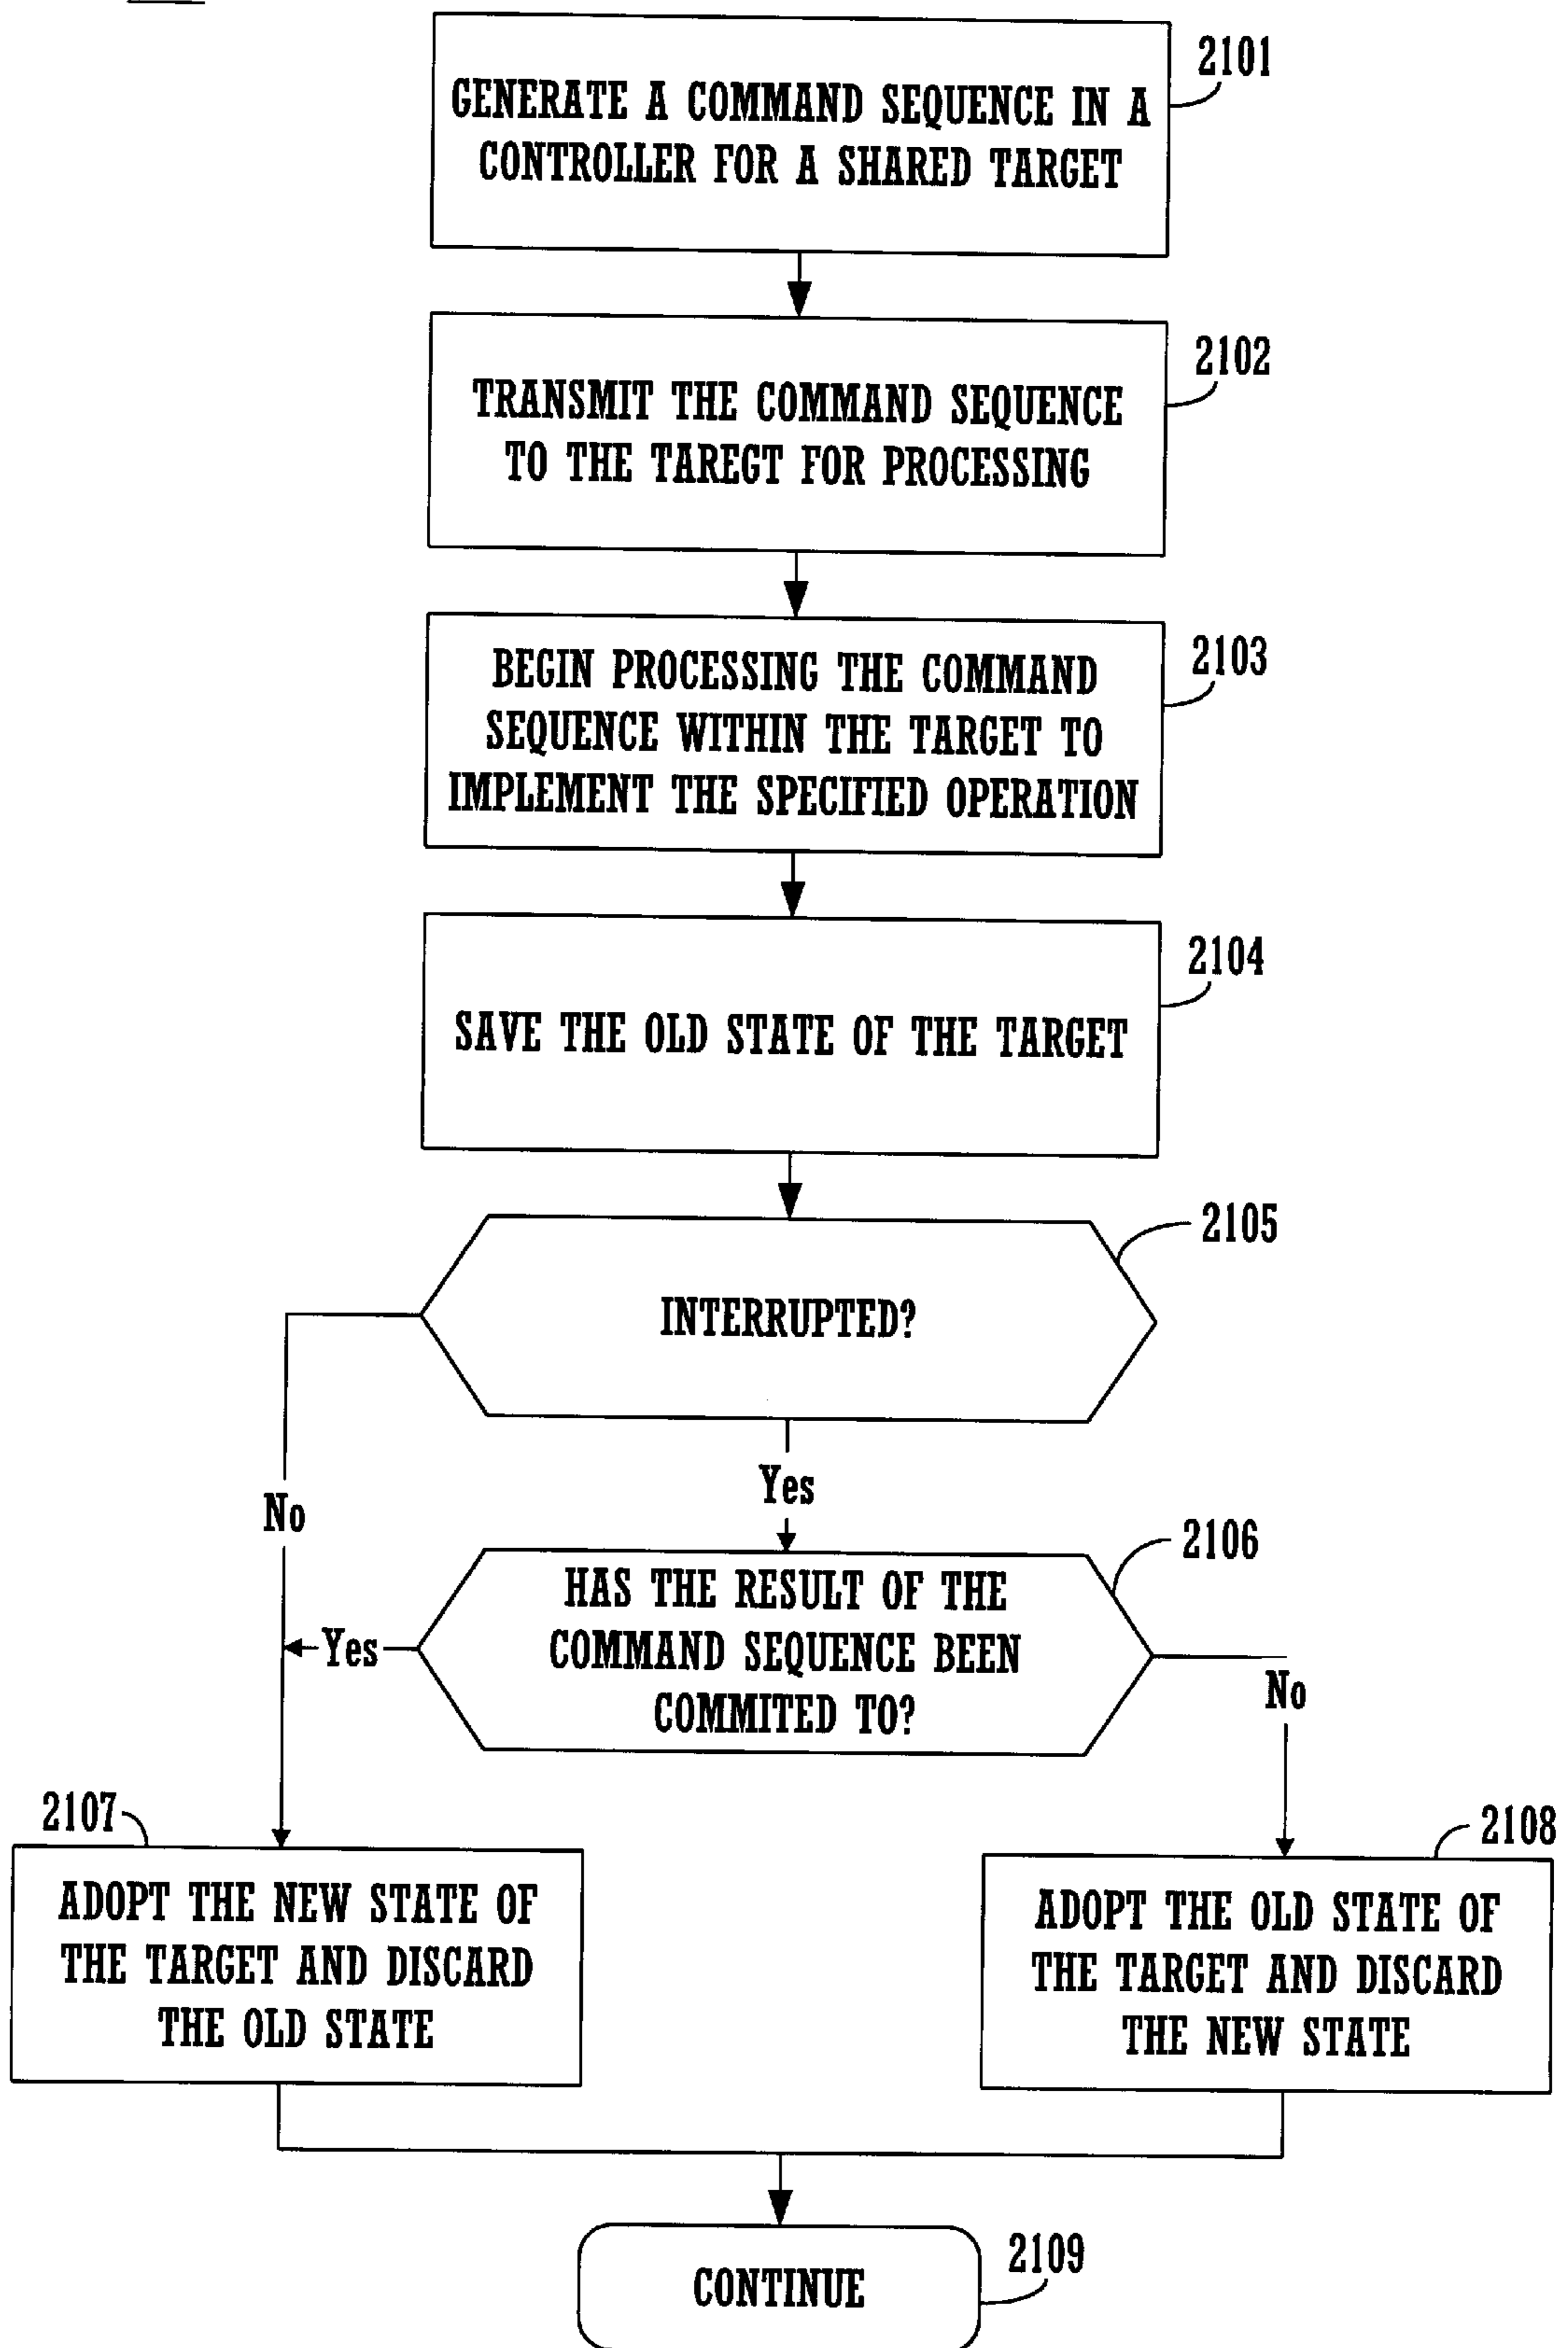 2101
GENERATE A COMMAND SEQUENCE IN A
CONTROLLER FOR A SHARED TARGET
2102
TRANSMIT THE COMMAND SEQUENCE
TO THE TAREGT FOR PROCESSING
2103
BEGIN PROCESSING THE COMMAND
SEQUENCE WITHIN THE TARGET TO
IMPLEMENT THE SPECIFIED OPERATION
2104
SAVE THE OLD STATE OF THE TARGET
2105
INTERRUPTED?
Yes
No
2106
HAS THE RESULT OF THE
COMMAND SEQUENCE BEEN
COMMITED TO?
Yes
No
2107
ADOPT THE NEW STATE OF
THE TARGET AND DISCARD
THE OLD STATE
2108
ADOPT THE OLD STATE OF
THE TARGET AND DISCARD
THE NEW STATE
2109
CONTINUE